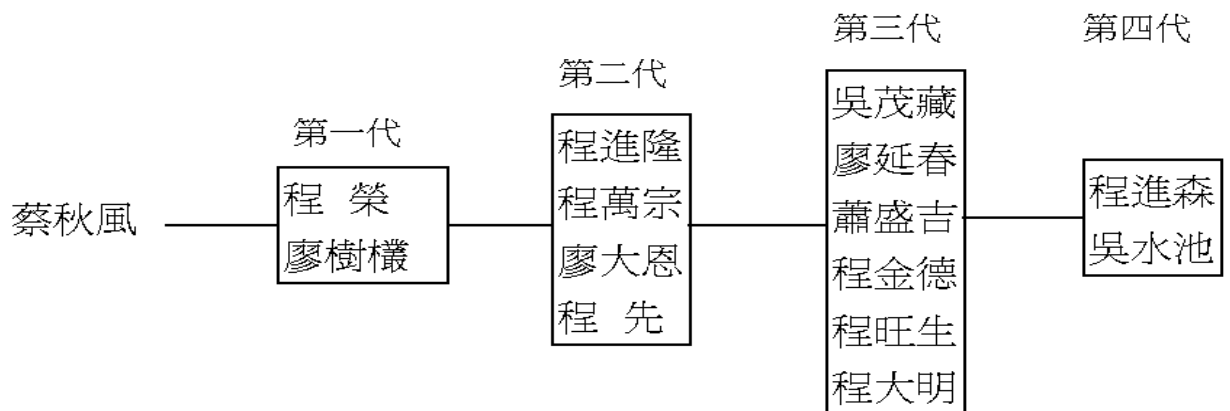 蔡秋風
第一代
程 榮
廖樹欉
第二代
程進隆
程萬宗
廖大恩
程 先
第三代
吳茂藏
廖延春
蕭盛吉
程金德
程旺生
程大明
第四代
程進森
吳水池